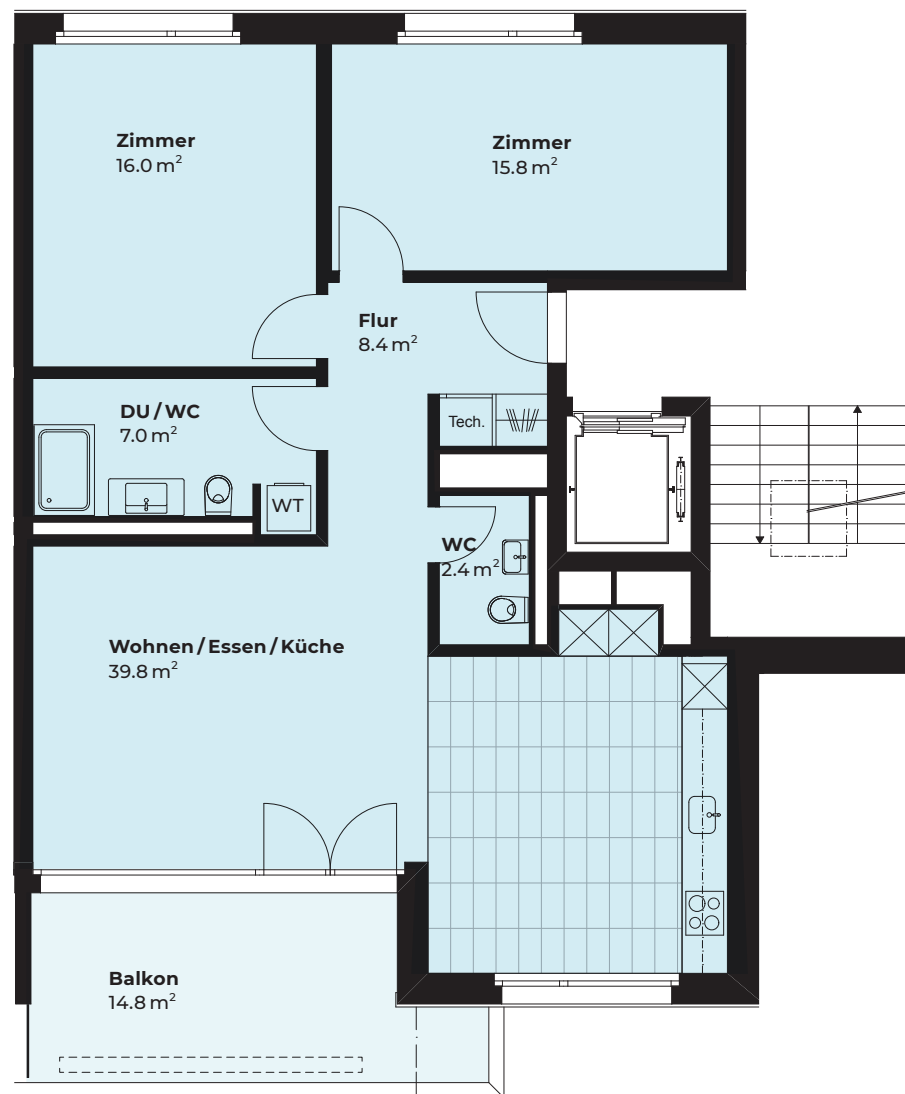 Zimmer
16.0 m²
Zimmer
15.8 m²
Flur
8.4 m²
DU / WC
7.0 m²
Tech.
WT
WC
2.4 m²
Wohnen / Essen / Küche
39.8 m²
Balkon
14.8 m²